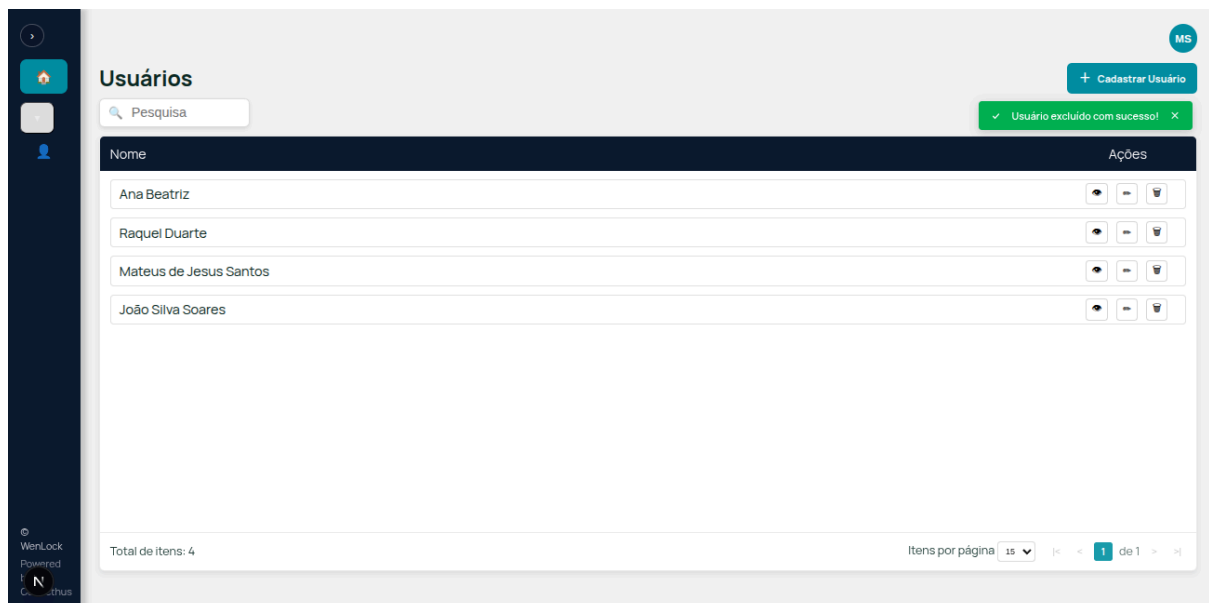 MS
Usuários
+ Cadastrar Usuário
Pesquisa
Usuário excluído com sucesso!
Nome Ações
Ana Beatriz
Raquel Duarte
Mateus de Jesus Santos
João Silva Soares
©
WenLock
Powered
N
Total de itens: 4
Itens por página 15 |< < 1 de 1 > >|